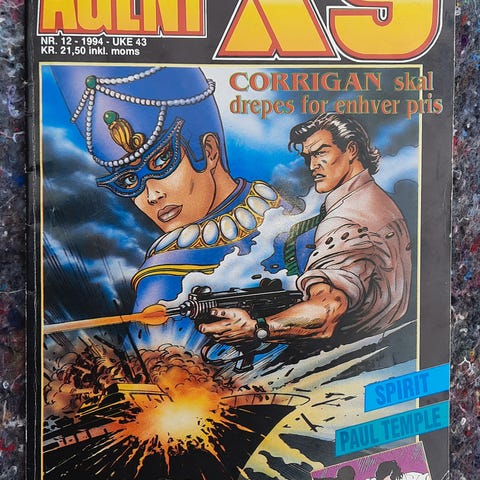 AGENT X9
NR. 12 - 1994 - UKE 43
KR. 21,50 inkl. moms
CORRIGAN skal
drepes for enhver pris
SPIRIT
PAUL TEMPLE